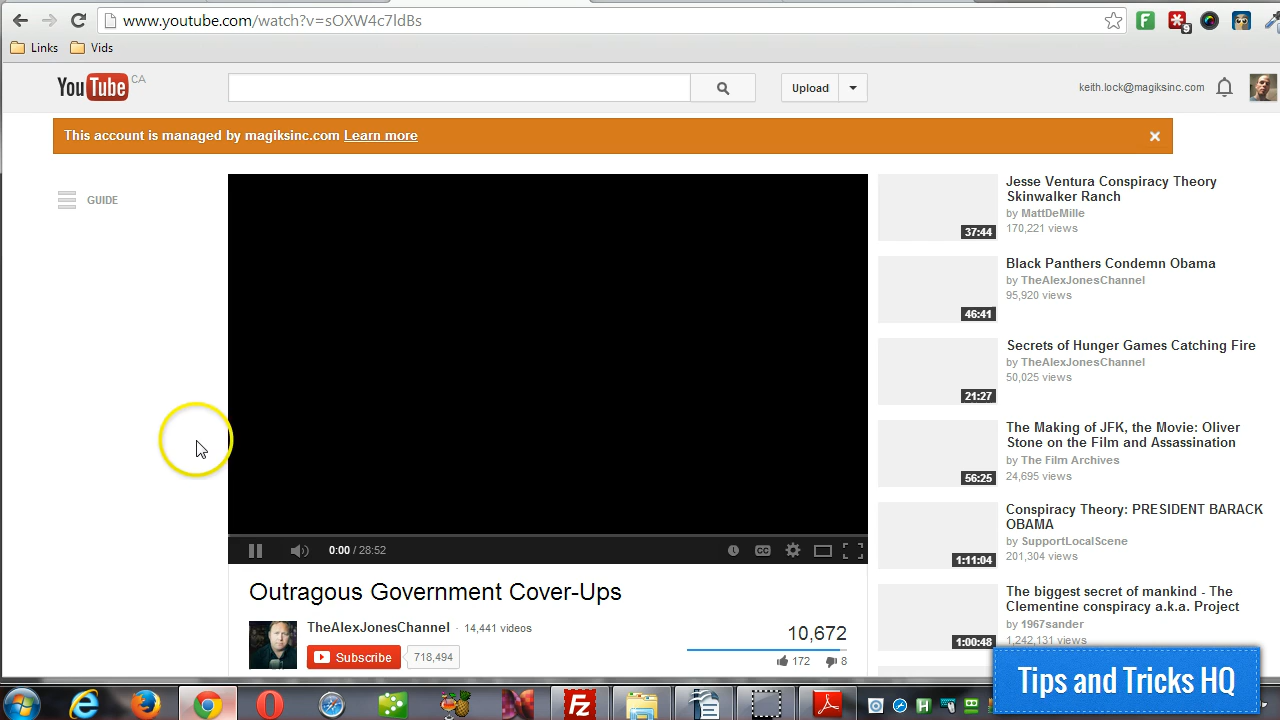 www.youtube.com/watch?v=sOXW4c7ldBs
Links Vids
YouTube CA
Upload
keith.lock@magiksinc.com
This account is managed by magiksinc.com Learn more
GUIDE
Jesse Ventura Conspiracy Theory
Skinwalker Ranch
by MattDeMille
170,221 views
37:44
Black Panthers Condemn Obama
by TheAlexJonesChannel
95,920 views
46:41
Secrets of Hunger Games Catching Fire
by TheAlexJonesChannel
50,025 views
21:27
The Making of JFK, the Movie: Oliver
Stone on the Film and Assassination
by The Film Archives
24,695 views
56:25
Conspiracy Theory: PRESIDENT BARACK
OBAMA
by SupportLocalScene
201,304 views
1:11:04
The biggest secret of mankind - The
Clementine conspiracy a.k.a. Project
by 1967sander
1,242,131 views
1:00:48
0:00 / 28:52
CC
Outragous Government Cover-Ups
TheAlexJonesChannel · 14,441 videos
Subscribe 718,494
10,672
172 8
Tips and Tricks HQ